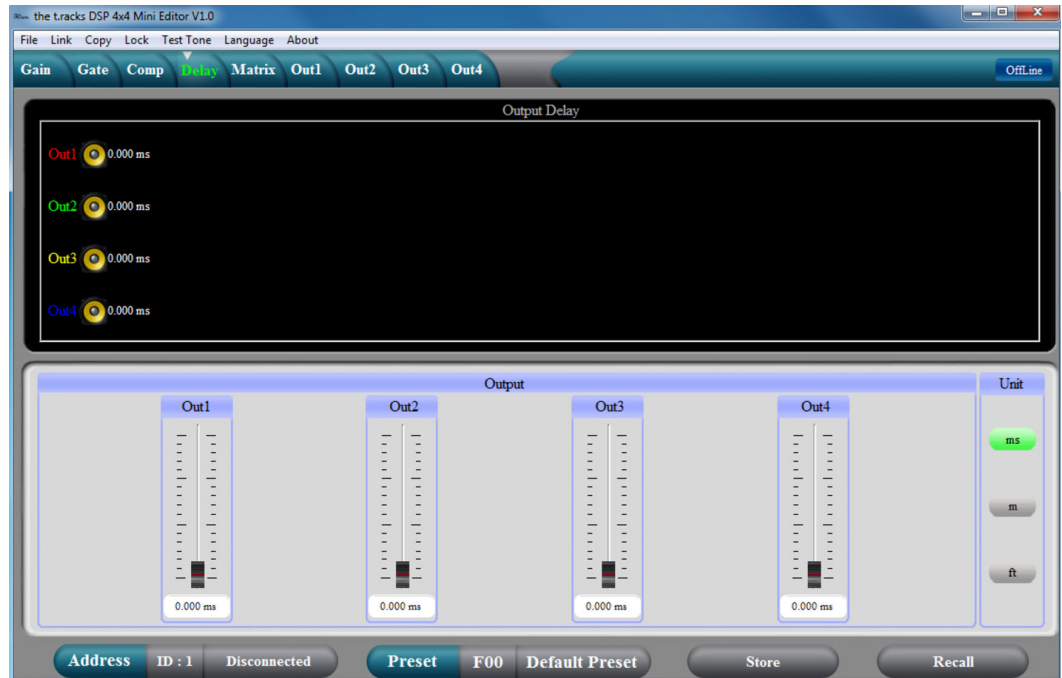 the t.racks DSP 4x4 Mini Editor V1.0
File Link Copy Lock Test Tone Language About
Gain Gate Comp Delay Matrix Out1 Out2 Out3 Out4 OffLine
Output Delay
Out1 0.000 ms
Out2 0.000 ms
Out3 0.000 ms
Out4 0.000 ms
Output Unit
Out1 Out2 Out3 Out4
ms
m
ft
0.000 ms 0.000 ms 0.000 ms 0.000 ms
Address ID : 1 Disconnected Preset F00 Default Preset Store Recall